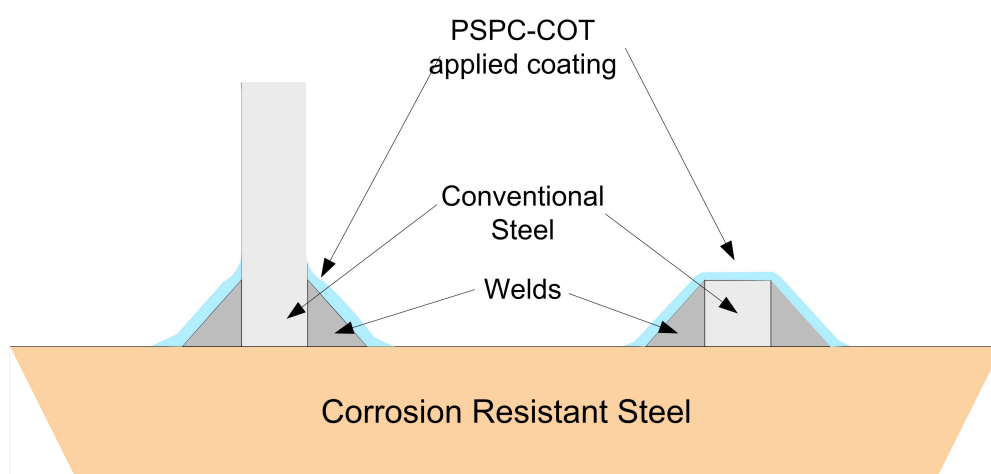 PSPC-COT
applied coating
Conventional
Steel
Welds
Corrosion Resistant Steel